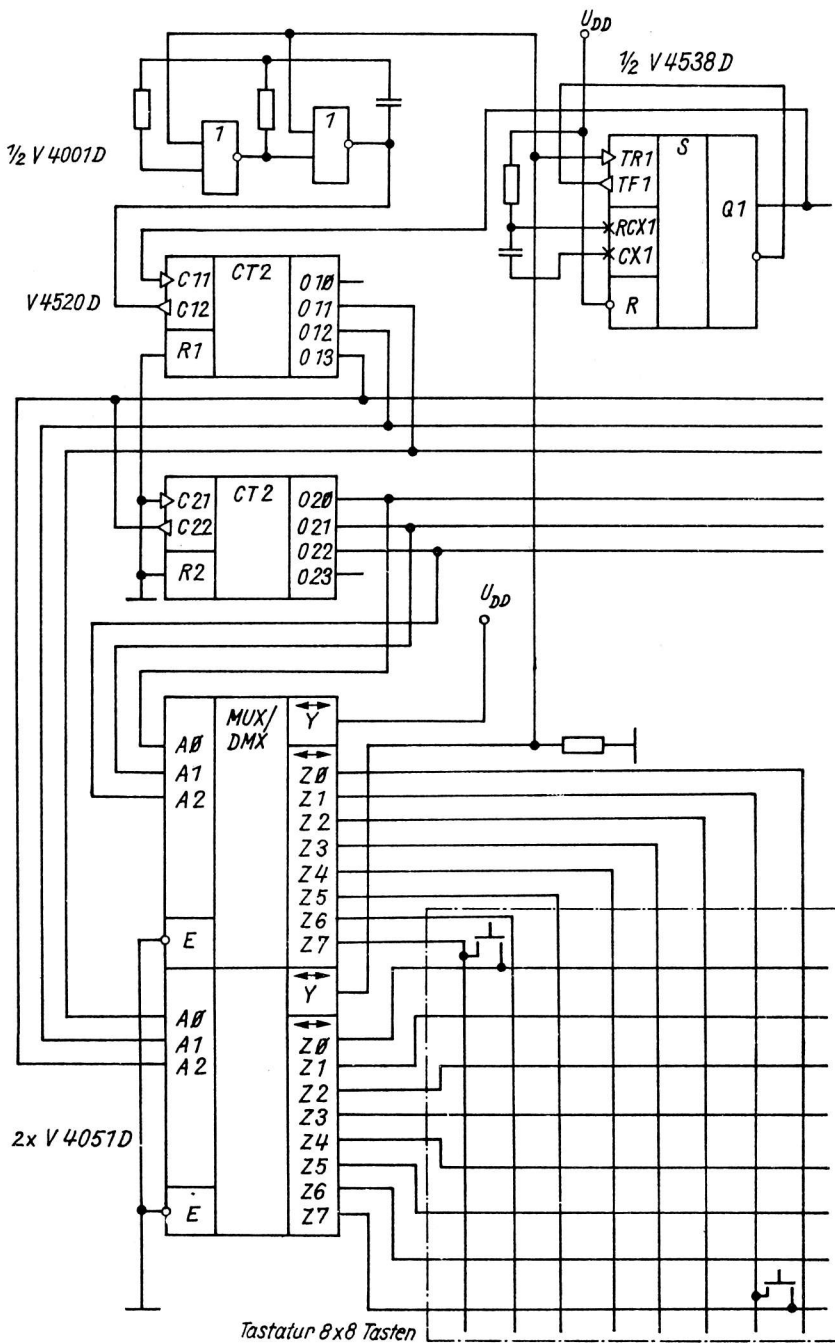 U_DD
½ V 4538 D
1
1
½ V 4001 D
S
TR1
TF1
Q1
RCX1
CX1
R
V 4520 D
CT2
C11
C12
R1
O10
O11
O12
O13
CT2
C21
C22
R2
O20
O21
O22
O23
U_DD
MUX/
DMX
Y
A0
A1
A2
Z0
Z1
Z2
Z3
Z4
Z5
Z6
Z7
E
Y
A0
A1
A2
Z0
Z1
Z2
Z3
Z4
Z5
Z6
Z7
E
2x V 4051 D
Tastatur 8x8 Tasten